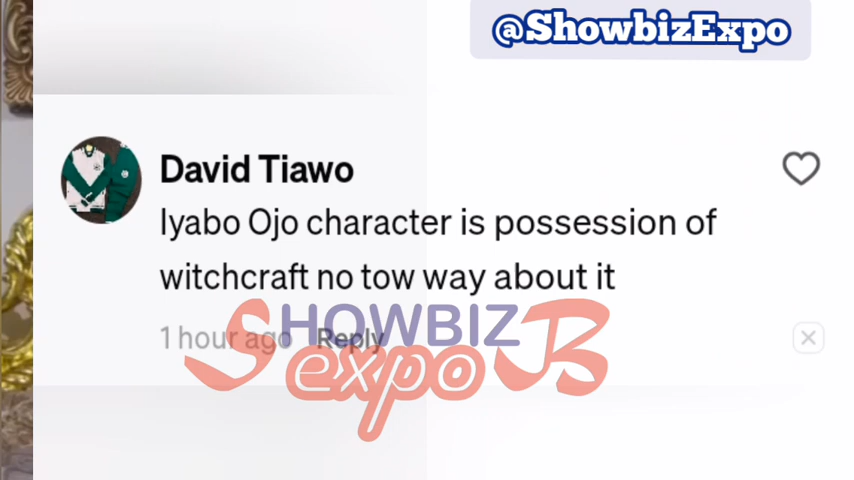 @ShowbizExpo
David Tiawo
Iyabo Ojo character is possession of
witchcraft no tow way about it
1 hour ago Reply
SHOWBIZ B
expo